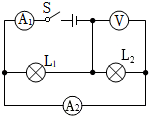 A₁ S V
L₁ L₂
A₂